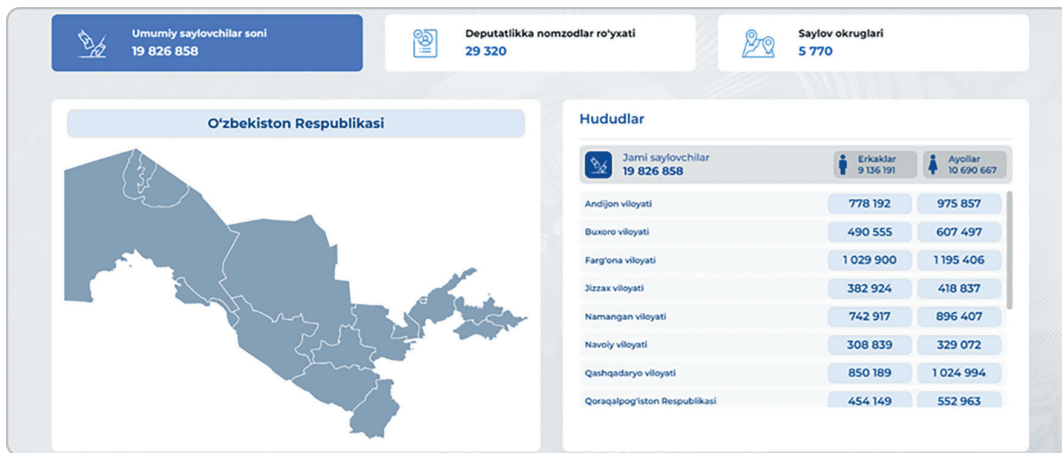 Umumiy saylovchilar soni
19 826 858
Deputatlikka nomzodlar ro'yxati
29 320
Saylov okruglari
5 770
O‘zbekiston Respublikasi
Hududlar
Jami saylovchilar
19 826 858
Erkaklar
9 136 191
Ayollar
10 690 667
Andijon viloyati 778 192 975 857
Buxoro viloyati 490 555 607 497
Farg'ona viloyati 1 029 900 1 195 406
Jizzax viloyati 382 924 418 837
Namangan viloyati 742 917 896 407
Navoiy viloyati 308 839 329 072
Qashqadaryo viloyati 850 189 1 024 994
Qoraqalpog'iston Respublikasi 454 149 552 963